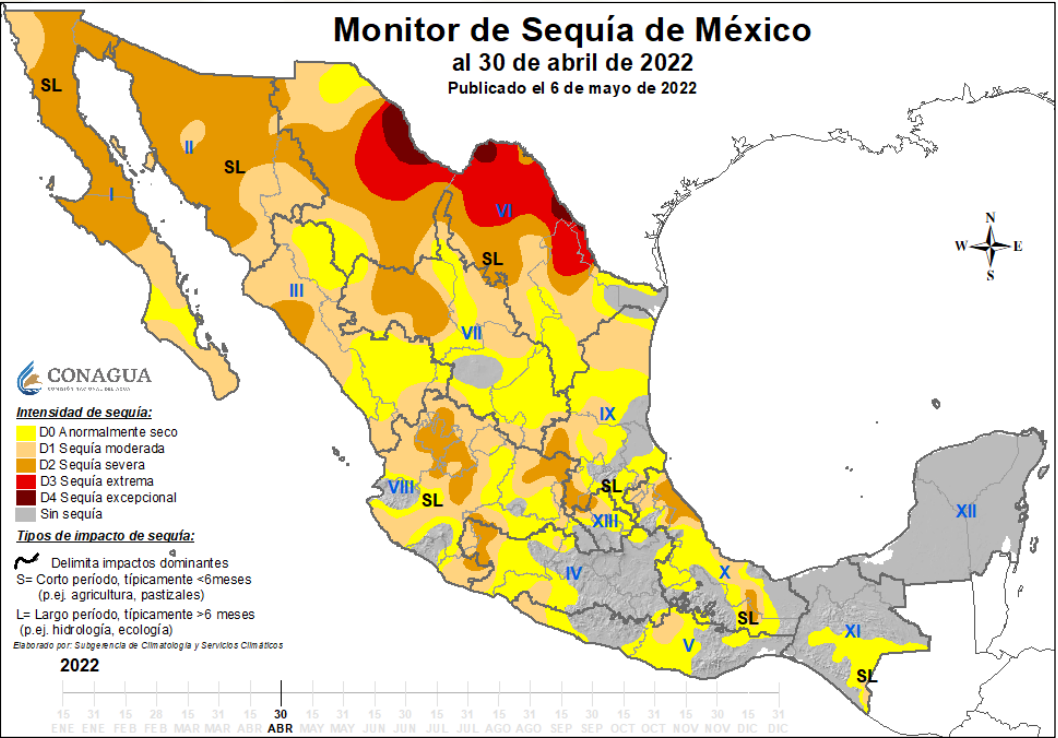 Monitor de Sequía de México
al 30 de abril de 2022
Publicado el 6 de mayo de 2022
N
W E
S
SL
II
SL
I
VI
SL
III
VII
IX
VIII
SL
SL
XIII
XII
IV
X
SL
XI
V
SL
CONAGUA
COMISIÓN NACIONAL DEL AGUA
Intensidad de sequía:
D0 Anormalmente seco
D1 Sequía moderada
D2 Sequía severa
D3 Sequía extrema
D4 Sequía excepcional
Sin sequía
Tipos de impacto de sequía:
Delimita impactos dominantes
S= Corto período, típicamente <6meses
(p.ej. agricultura, pastizales)
L= Largo período, típicamente >6 meses
(p.ej. hidrología, ecología)
Elaborado por: Subgerencia de Climatología y Servicios Climáticos
2022
15 31 15 28 15 31 15 30 15 31 15 30 15 31 15 31 15 30 15 31 15 30 15 31
ENE ENE FEB FEB MAR MAR ABR ABR MAY MAY JUN JUN JUL JUL AGO AGO SEP SEP OCT OCT NOV NOV DIC DIC